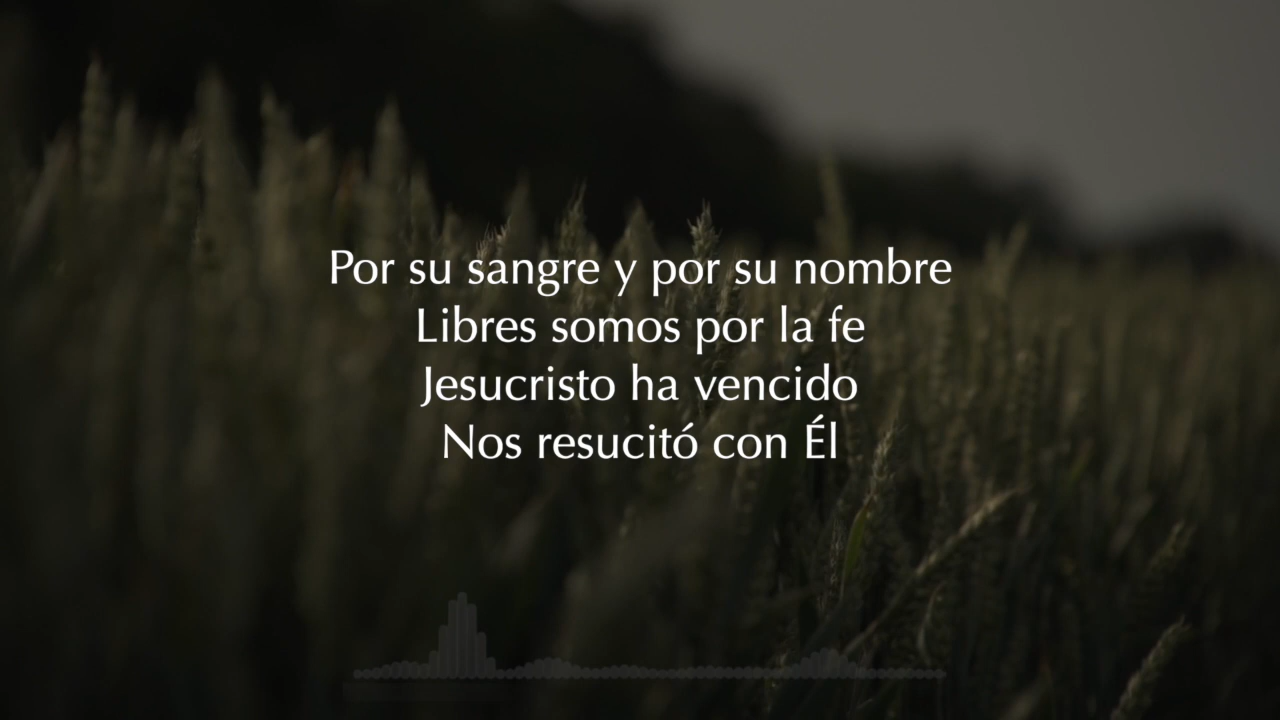 Por su sangre y por su nombre
Libres somos por la fe
Jesucristo ha vencido
Nos resucitó con Él